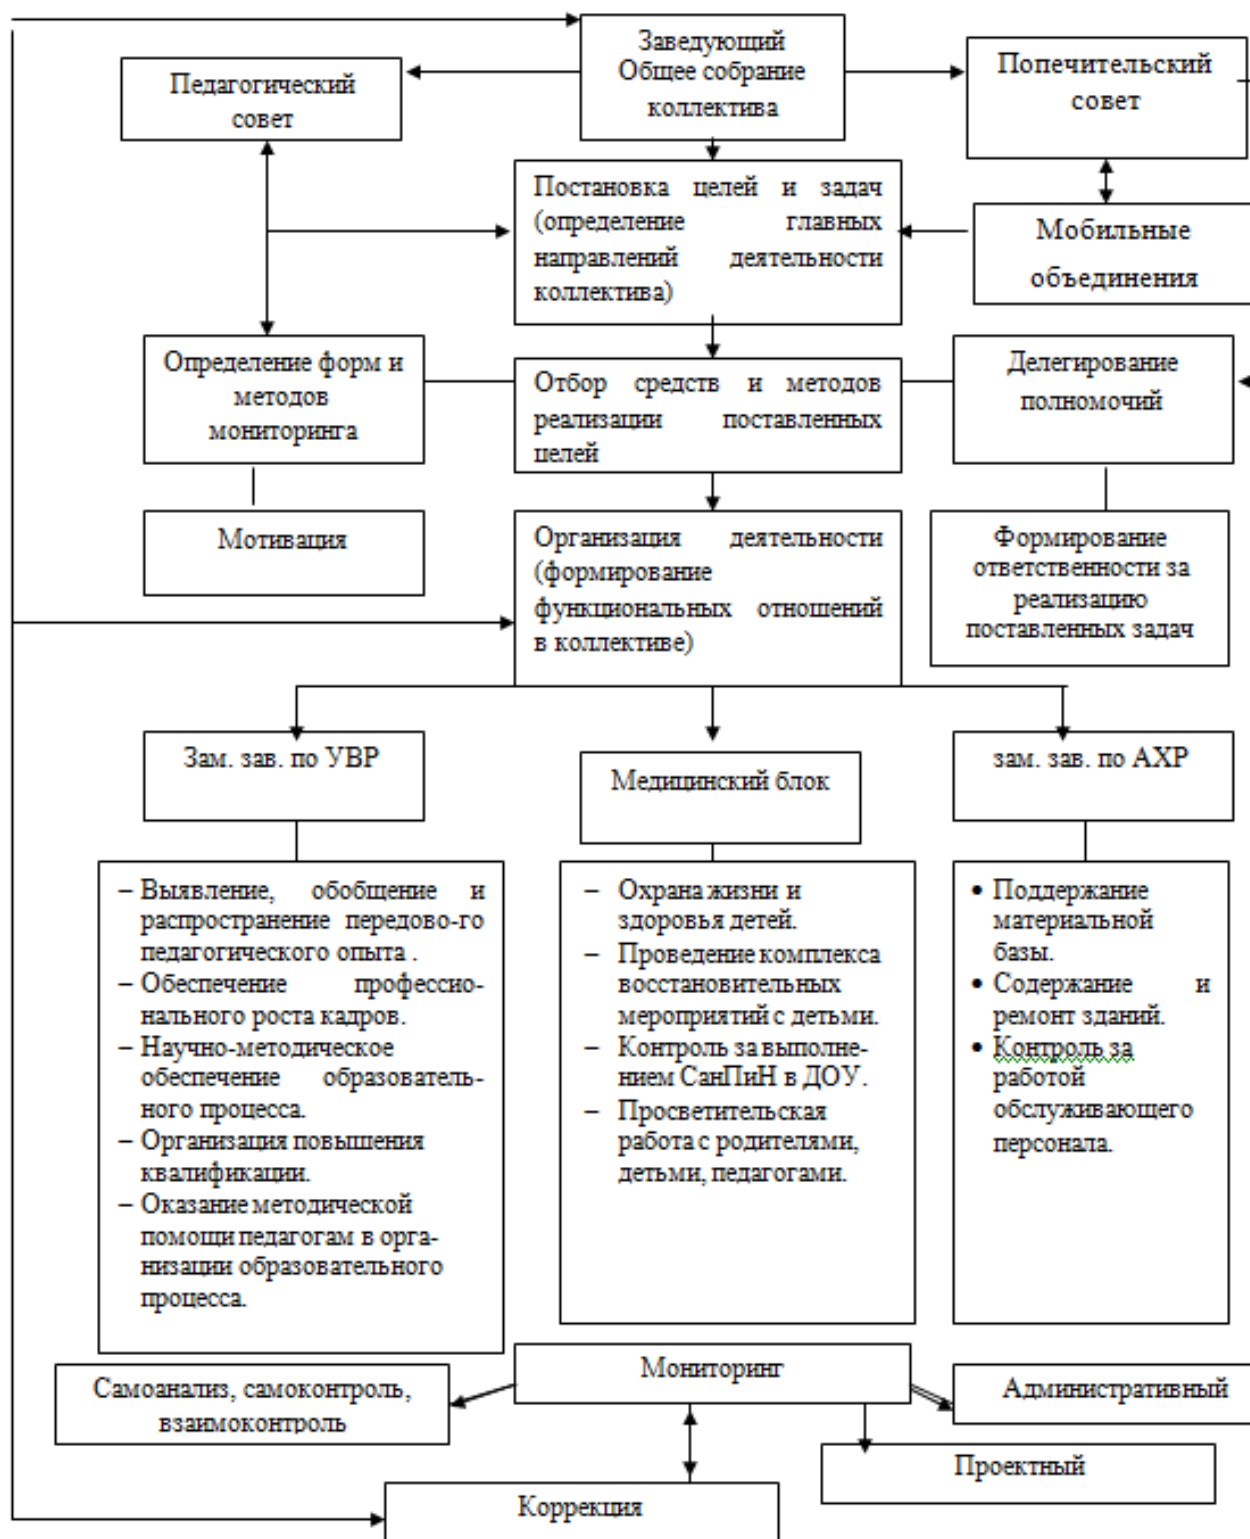 Заведующий
Общее собрание
коллектива
Педагогический
совет
Попечительский
совет
Постановка целей и задач
(определение главных
направлений деятельности
коллектива)
Мобильные
объединения
Определение форм и
методов
мониторинга
Отбор средств и методов
реализации поставленных
целей
Делегирование
полномочий
Мотивация
Организация деятельности
(формирование
функциональных отношений
в коллективе)
Формирование
ответственности за
реализацию
поставленных задач
Зам. зав. по УВР
Медицинский блок
зам. зав. по АХР
– Выявление, обобщение и
распространение передово-го
педагогического опыта .
– Обеспечение профессио-
нального роста кадров.
– Научно-методическое
обеспечение образователь-
ного процесса.
– Организация повышения
квалификации.
– Оказание методической
помощи педагогам в орга-
низации образовательного
процесса.
– Охрана жизни и
здоровья детей.
– Проведение комплекса
восстановительных
мероприятий с детьми.
– Контроль за выполне-
нием СанПиН в ДОУ.
– Просветительская
работа с родителями,
детьми, педагогами.
• Поддержание
материальной
базы.
• Содержание и
ремонт зданий.
• Контроль за
работой
обслуживающего
персонала.
Мониторинг
Самоанализ, самоконтроль,
взаимоконтроль
Административный
Проектный
Коррекция